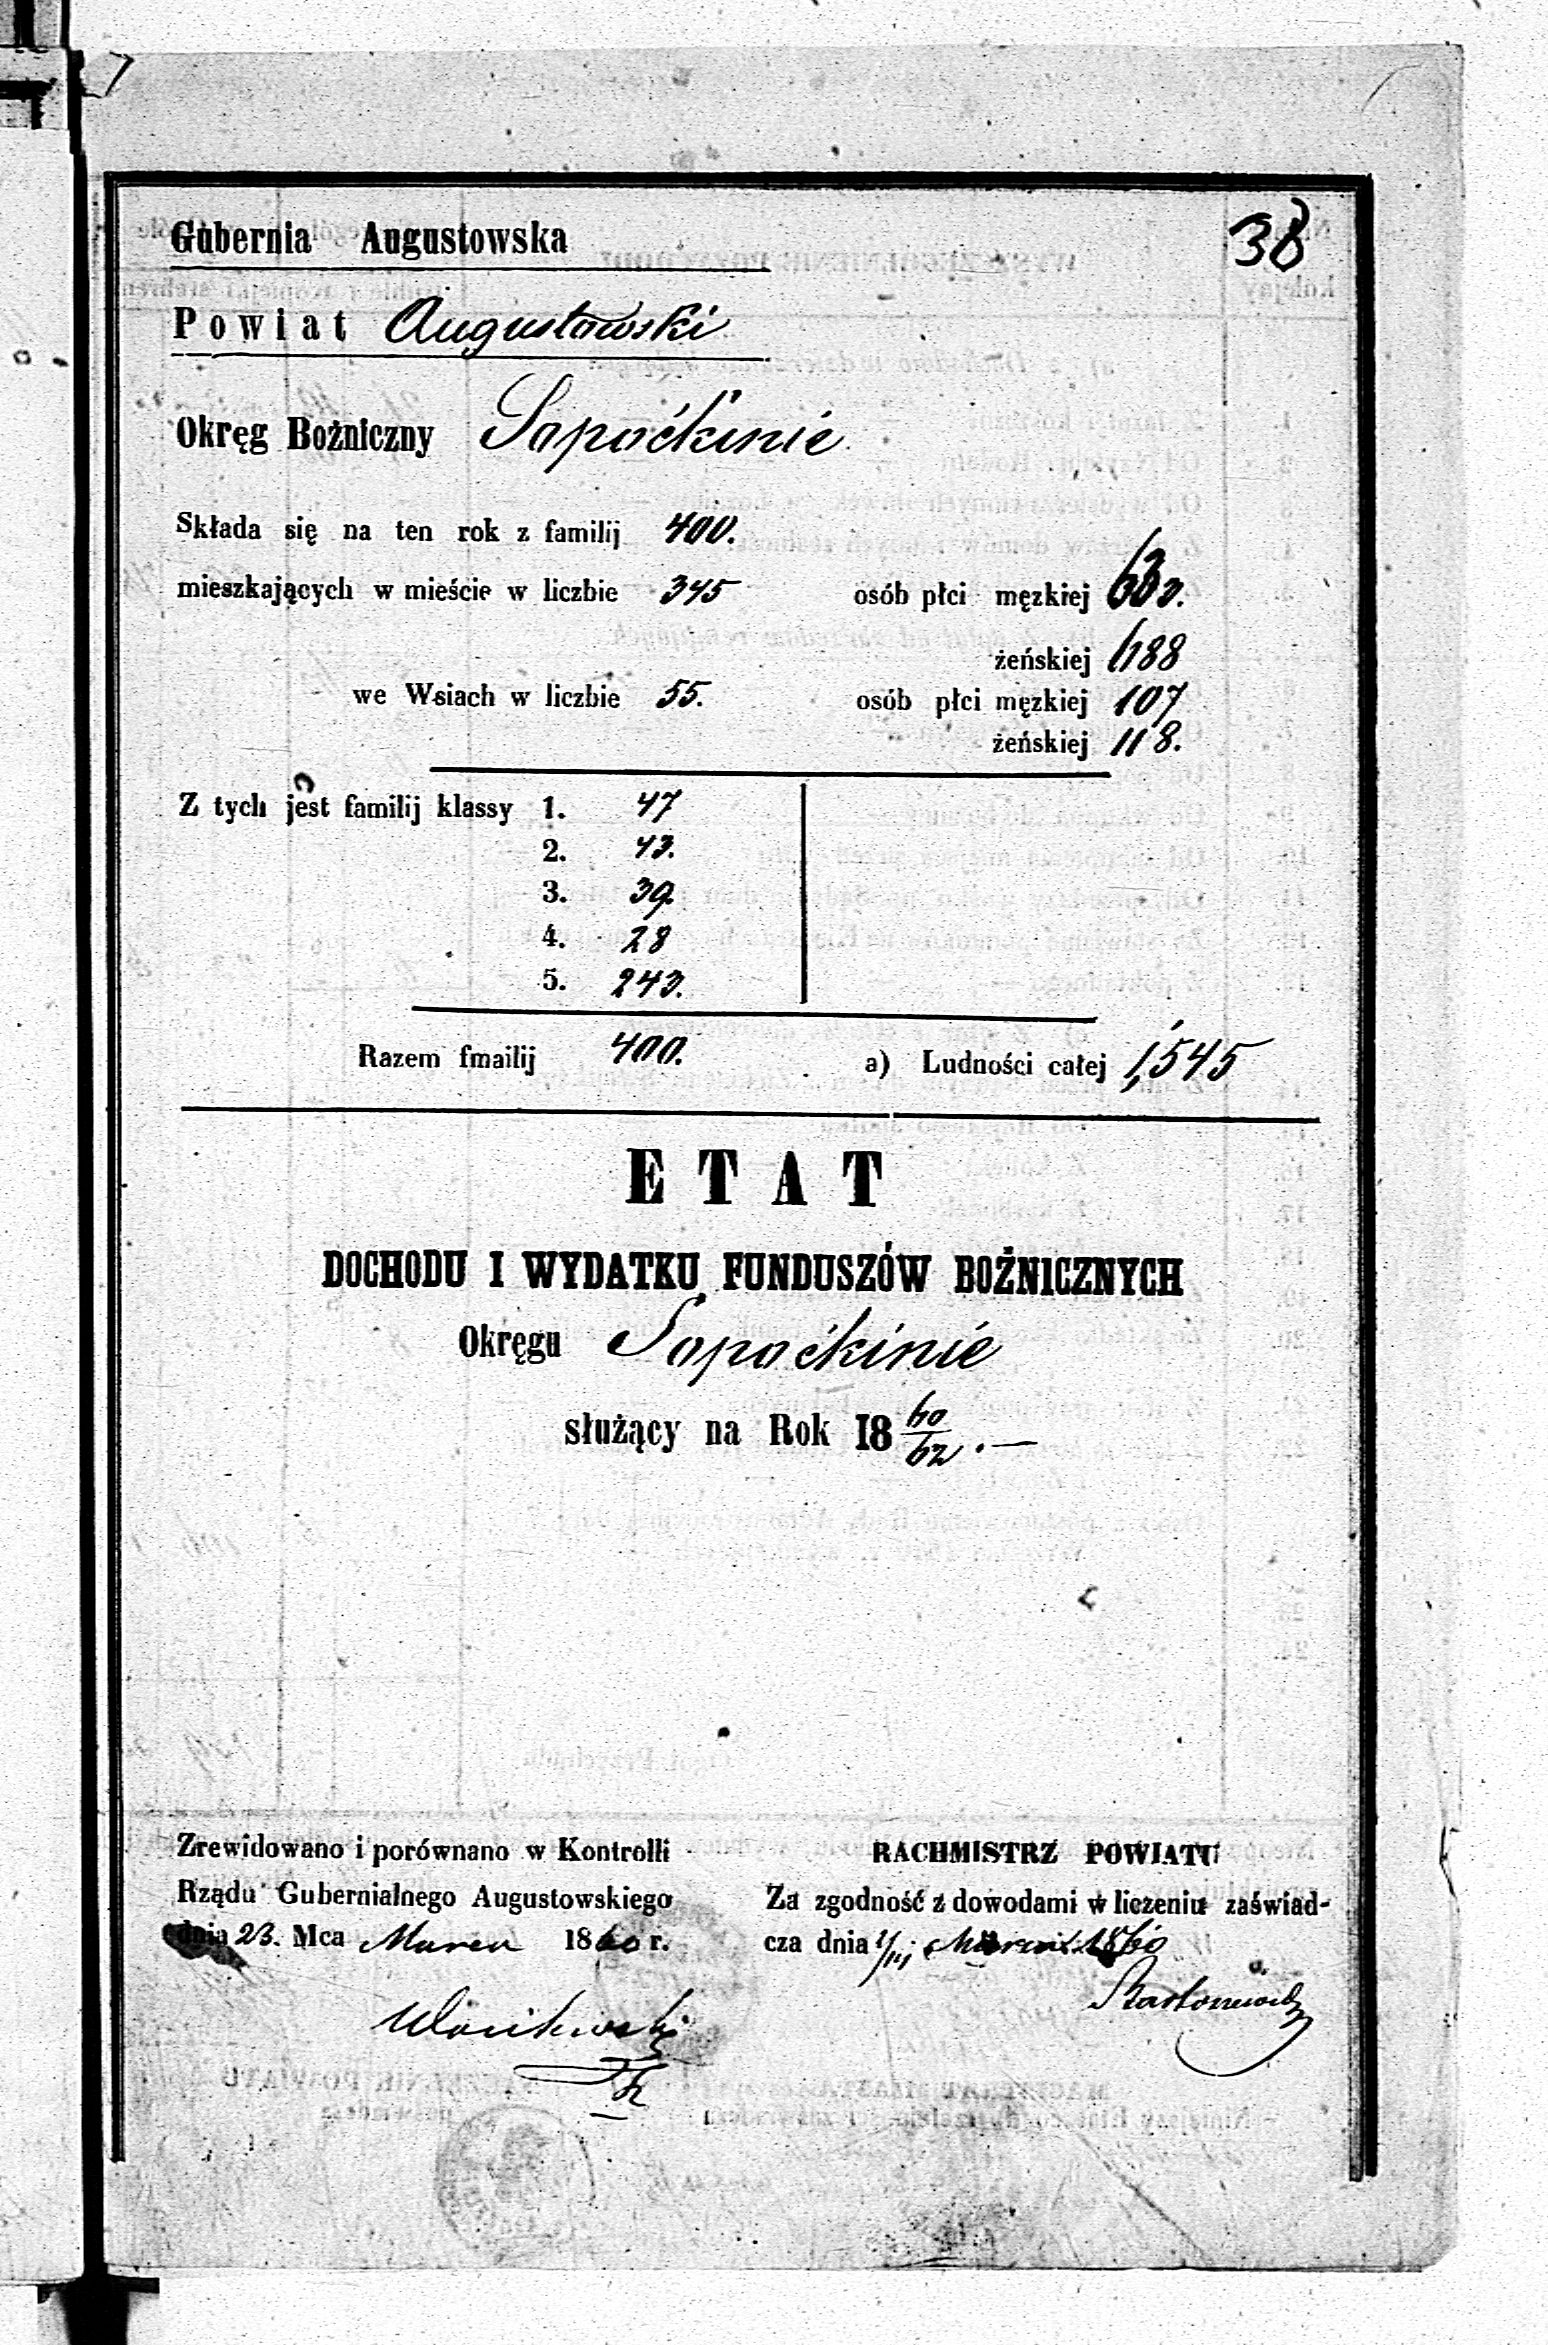 38
Gubernia Augustowska
Powiat Augustowski
Okręg Bożniczny Sopoćkinie
Składa się na ten rok z familij 400.
mieszkających w mieście w liczbie 345 osób płci męzkiej 632.
żeńskiej 688
we Wsiach w liczbie 55. osób płci męzkiej 107
żeńskiej 118.
Z tych jest familij klassy 1. 47
2. 43.
3. 39.
4. 28
5. 243.
Razem fmailij 400. a) Ludności całej 1,545
ETAT
DOCHODU I WYDATKU FUNDUSZÓW BOŻNICZNYCH
Okręgu Sopoćkinie
służący na Rok 18 60/62. —
Zrewidowano i porównano w Kontrolli
Rządu Gubernialnego Augustowskiego
dnia 23. Mca Marca 1860 r.
RACHMISTRZ POWIATU
Za zgodność z dowodami w liczeniu zaświad-
cza dnia Marca 1860